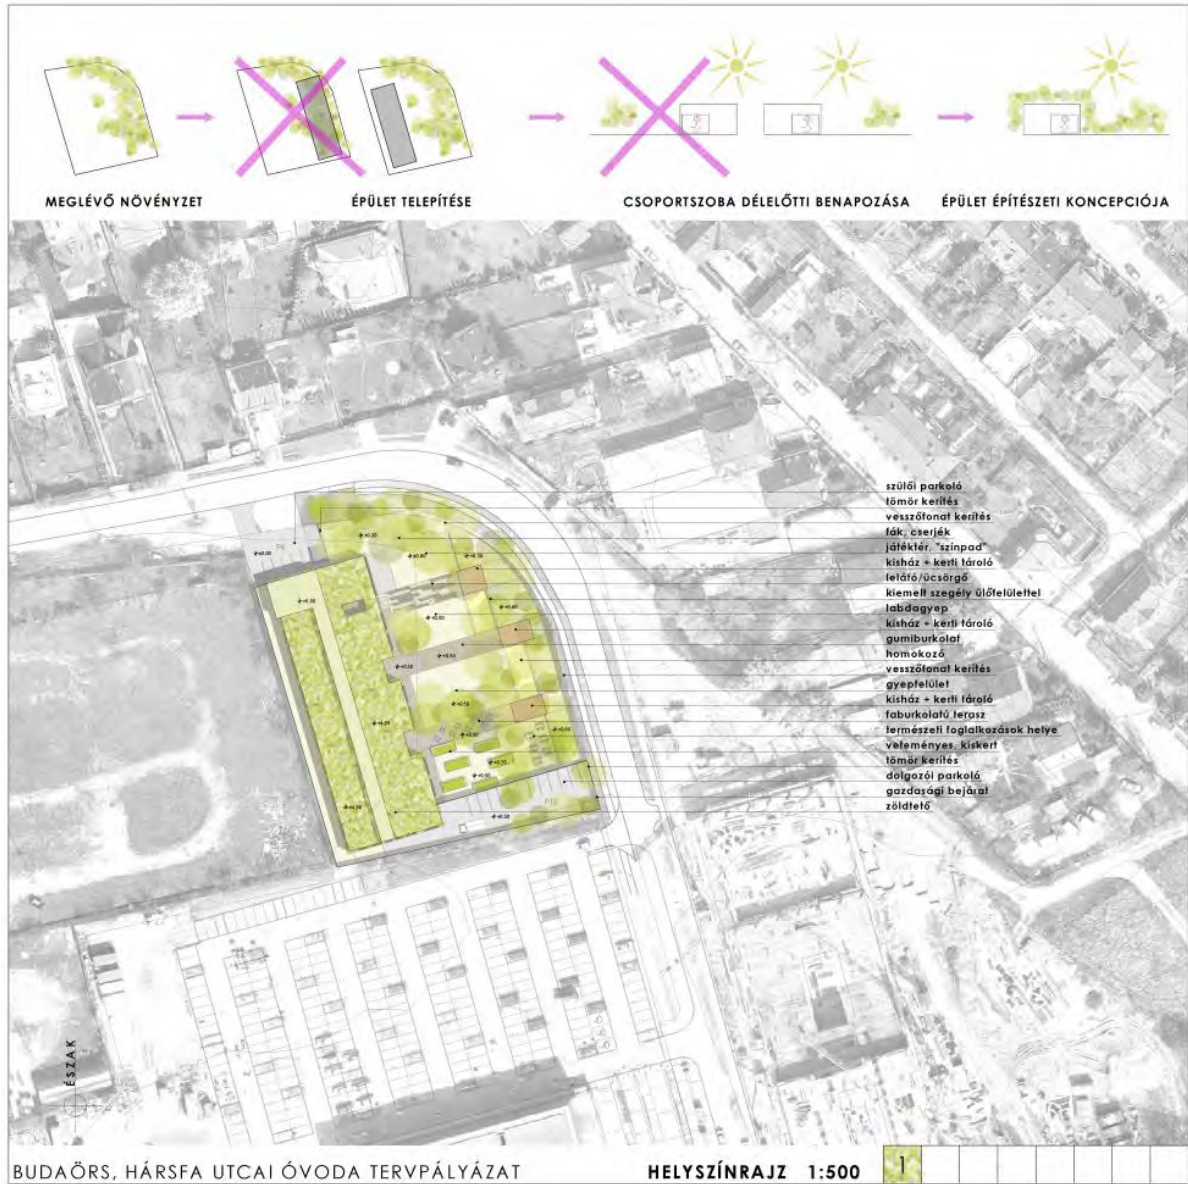 MEGLÉVŐ NÖVÉNYZET
ÉPÜLET TELEPÍTÉSE
CSOPORTSZOBA DÉLELŐTTI BENAPOZÁSA
ÉPÜLET ÉPÍTÉSZETI KONCEPCIÓJA
szülői parkoló
tömör kerítés
vesszőfonat kerítés
fák, cserjék
játéktér, "színpad"
kisház + kerti tároló
lelátó/ücsörgő
kiemelt szegély ülőfelülettel
labdagyep
kisház + kerti tároló
gumiburkolat
homokozó
vesszőfonat kerítés
gyepfelület
kisház + kerti tároló
faburkolatú terasz
természeti foglalkozások helye
veteményes, kiskert
tömör kerítés
dolgozói parkoló
gazdasági bejárat
zöldtető
P10
ÉSZAK
BUDAÖRS, HÁRSFA UTCAI ÓVODA TERVPÁLYÁZAT
HELYSZÍNRAJZ 1:500
1